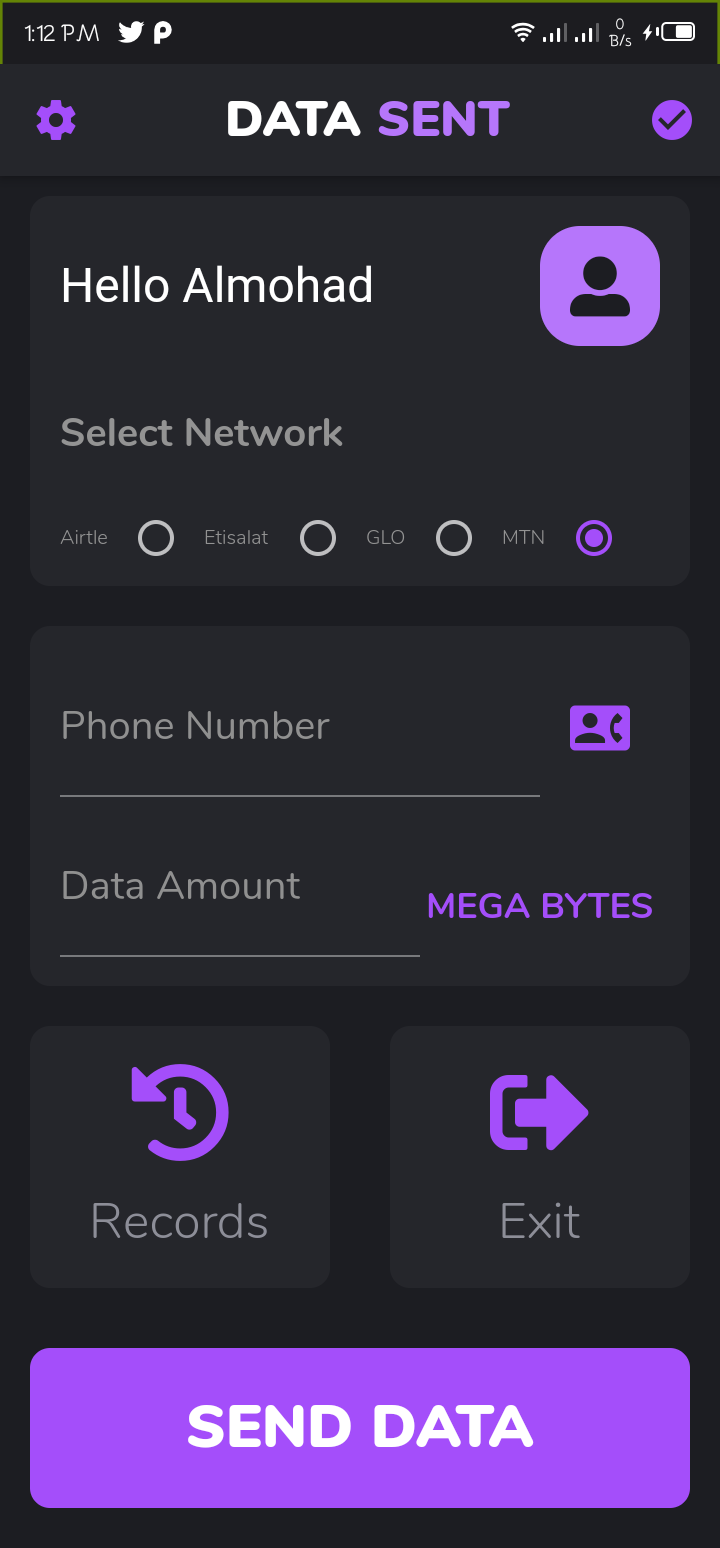 1:12 PM 0 B/s
DATA SENT
Hello Almohad
Select Network
Airtle Etisalat GLO MTN
Phone Number
Data Amount
MEGA BYTES
Records Exit
SEND DATA